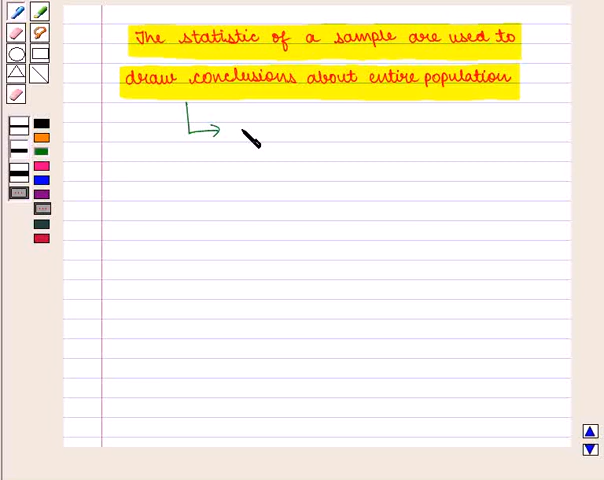 The statistic of a sample are used to
draw conclusions about entire population